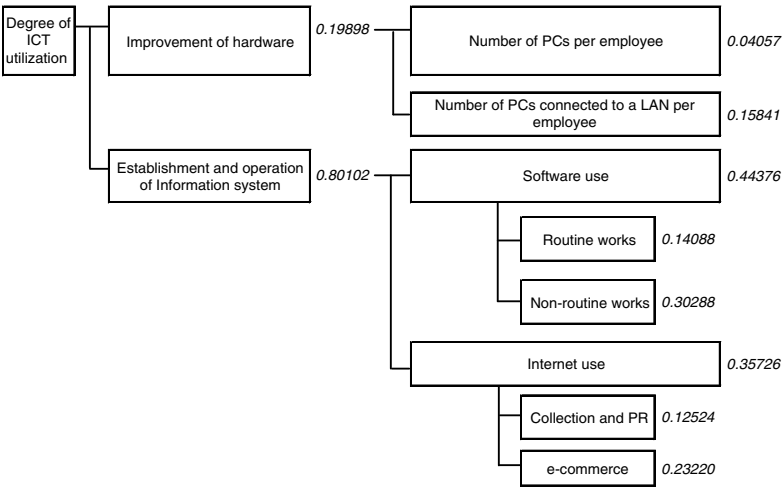 Degree of
ICT
utilization
Improvement of hardware
0.19898
Number of PCs per employee
0.04057
Number of PCs connected to a LAN per
employee
0.15841
Establishment and operation
of Information system
0.80102
Software use
0.44376
Routine works
0.14088
Non-routine works
0.30288
Internet use
0.35726
Collection and PR
0.12524
e-commerce
0.23220